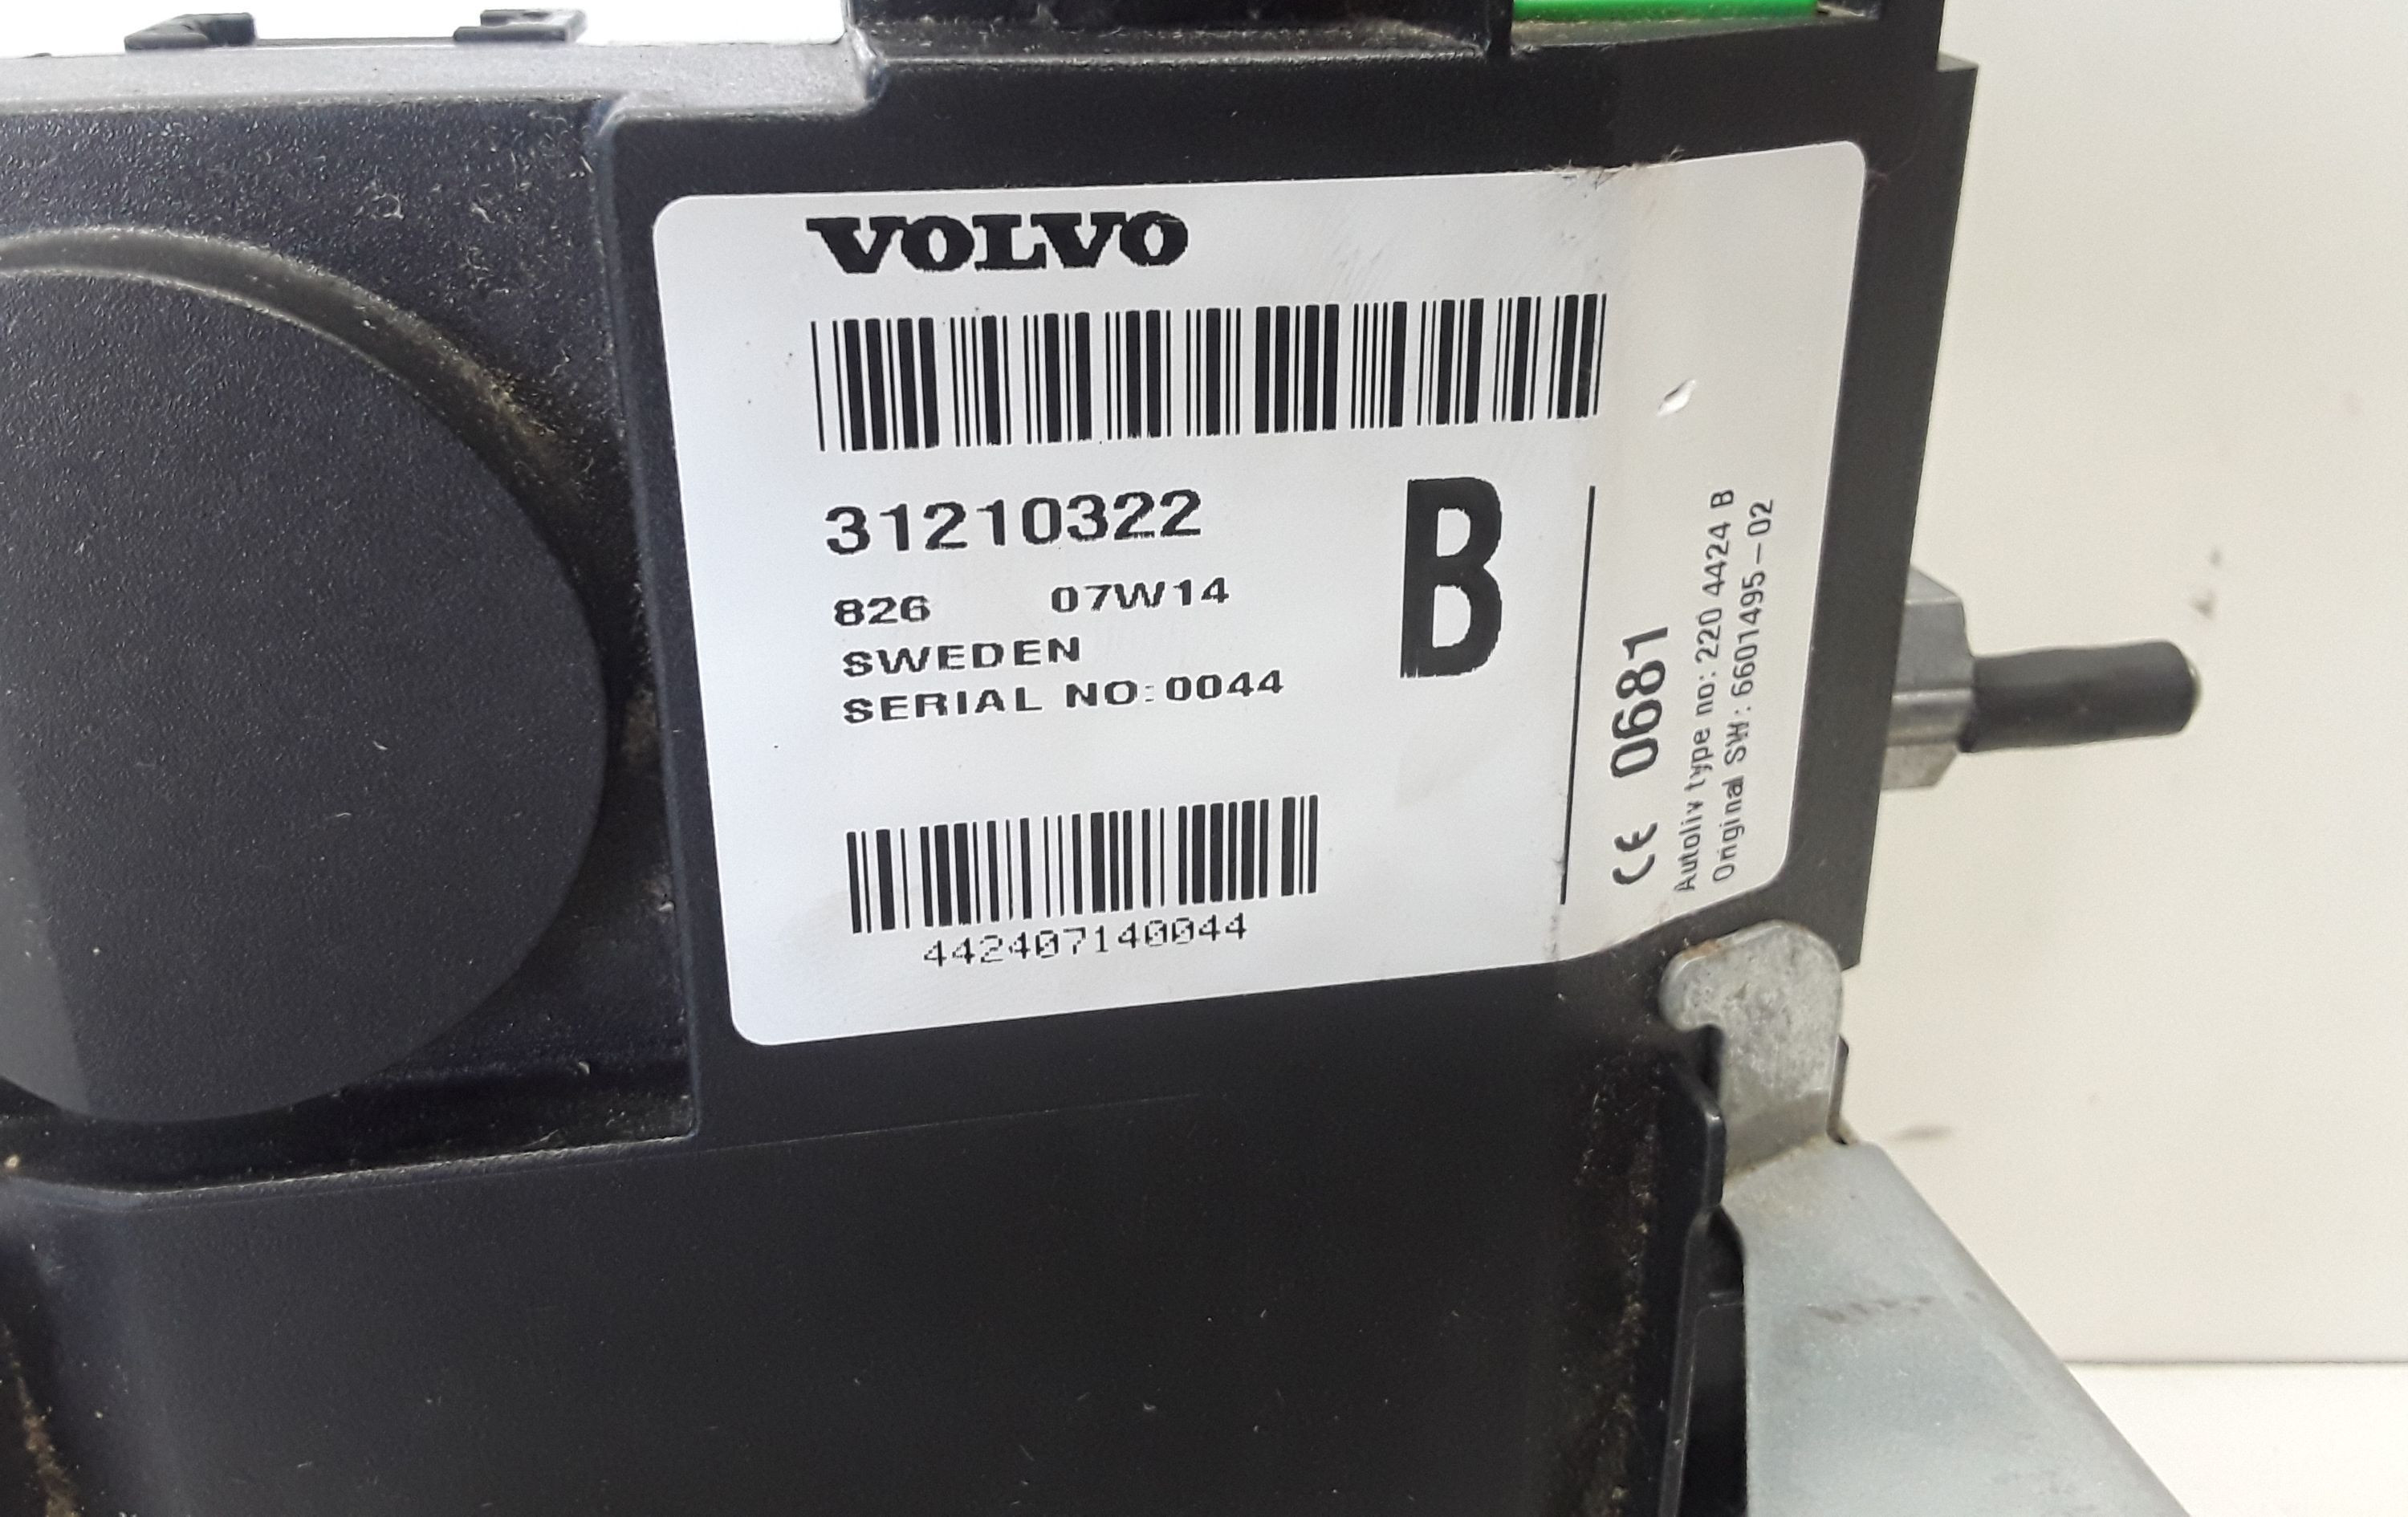 VOLVO
31210322
B
826 07W14
SWEDEN
SERIAL NO:0044
442407140044
CE 0681
Autoliv type no: 220 4424 B
Original SW: 6601495-02